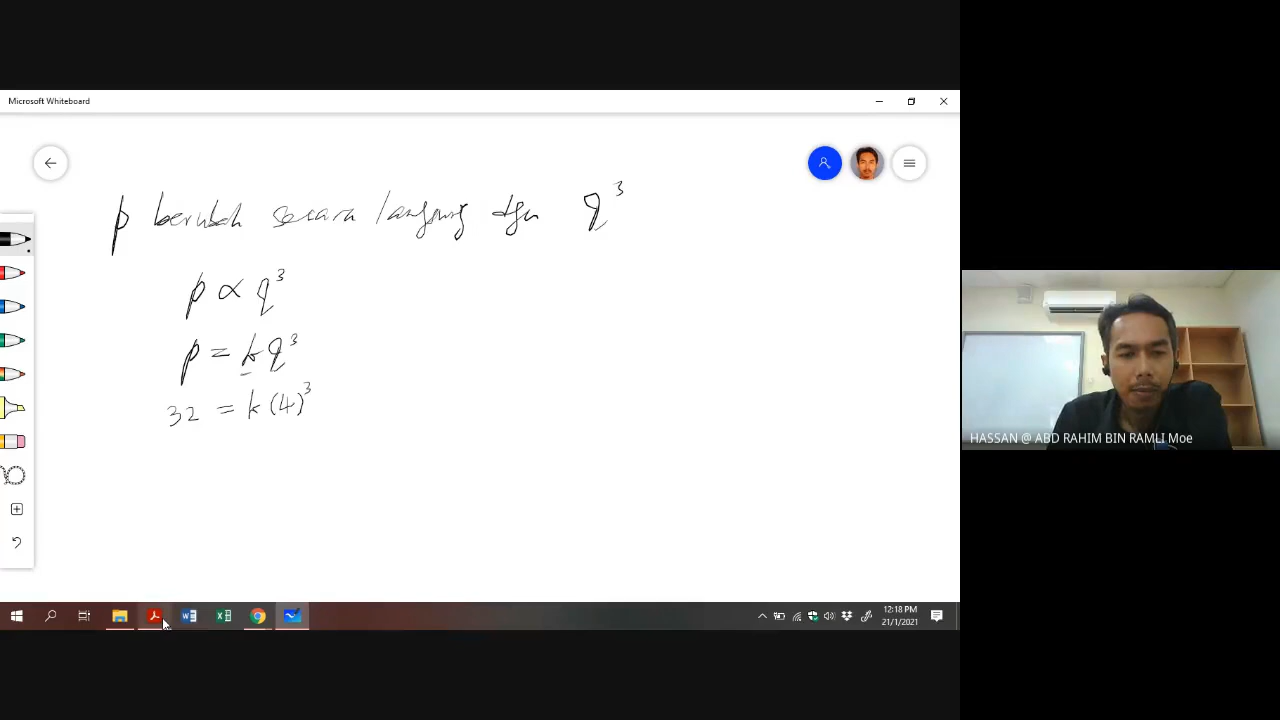 Microsoft Whiteboard
p berubah secara langsung dgn q³
p ∝ q³
p = kq³
32 = k(4)³
HASSAN @ ABD RAHIM BIN RAMLI Moe
12:18 PM
21/1/2021